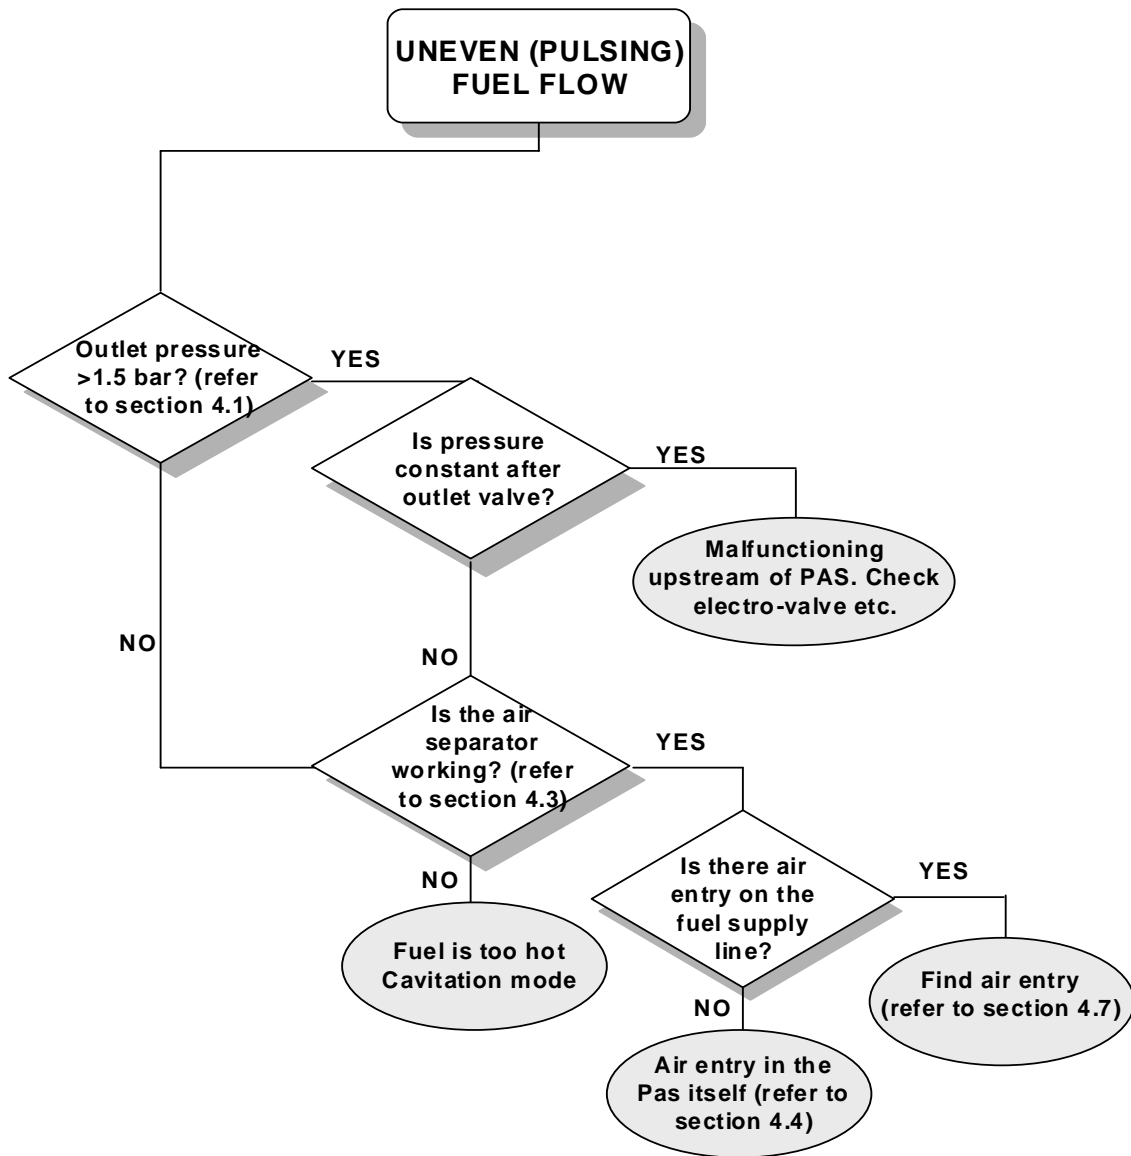 UNEVEN (PULSING)
FUEL FLOW
Outlet pressure
>1.5 bar? (refer
to section 4.1)
YES
Is pressure
constant after
outlet valve?
YES
Malfunctioning
upstream of PAS. Check
electro-valve etc.
NO
NO
Is the air
separator
working? (refer
to section 4.3)
YES
Is there air
entry on the
fuel supply
line?
YES
NO
Fuel is too hot
Cavitation mode
Find air entry
(refer to section 4.7)
NO
Air entry in the
Pas itself (refer to
section 4.4)